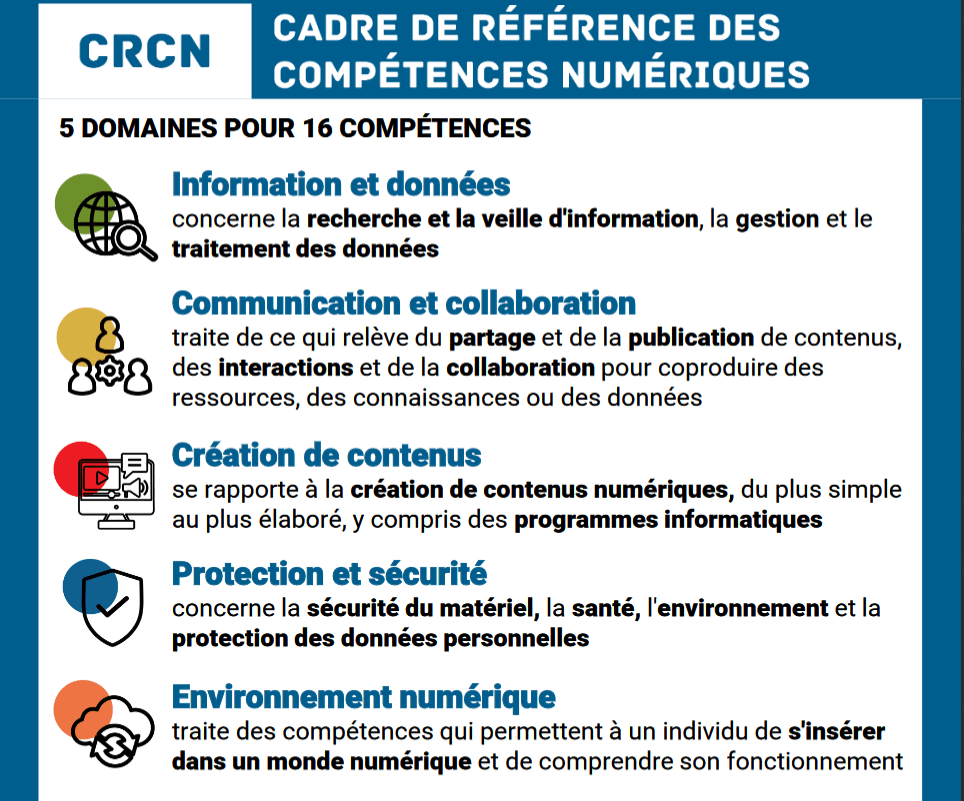 CRCN
CADRE DE RÉFÉRENCE DES
COMPÉTENCES NUMÉRIQUES
5 DOMAINES POUR 16 COMPÉTENCES
Information et données
concerne la recherche et la veille d'information, la gestion et le
traitement des données
Communication et collaboration
traite de ce qui relève du partage et de la publication de contenus,
des interactions et de la collaboration pour coproduire des
ressources, des connaissances ou des données
Création de contenus
se rapporte à la création de contenus numériques, du plus simple
au plus élaboré, y compris des programmes informatiques
Protection et sécurité
concerne la sécurité du matériel, la santé, l'environnement et la
protection des données personnelles
Environnement numérique
traite des compétences qui permettent à un individu de s'insérer
dans un monde numérique et de comprendre son fonctionnement